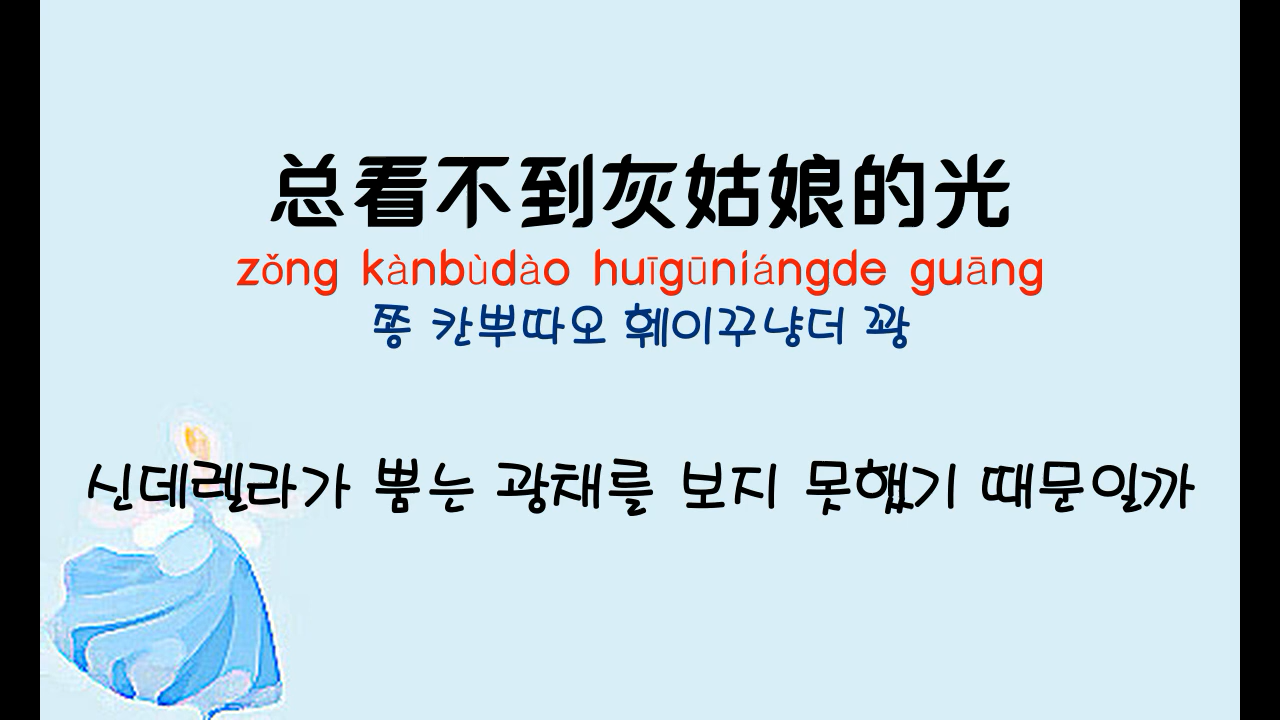 总看不到灰姑娘的光
zǒng kànbùdào huīgūniángde guāng
쫑 칸뿌따오 훼이꾸냥더 꽝
신데렐라가 뿜는 광채를 보지 못했기 때문일까